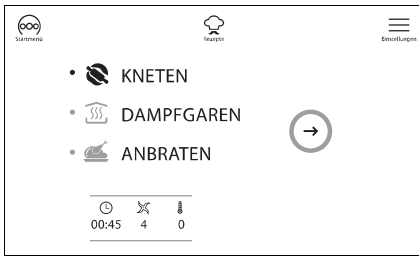 Startmenü
Rezepte
Einstellungen
KNETEN
DAMPFGAREN
ANBRATEN
00:45 4 0